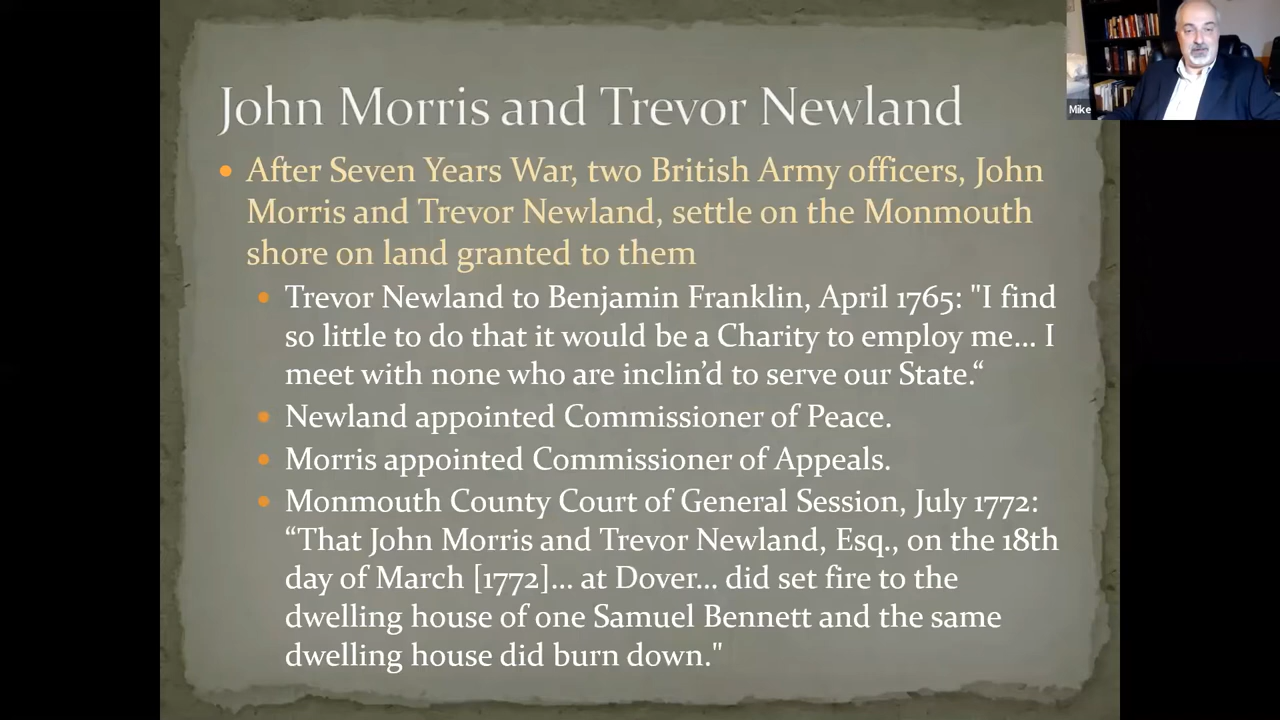 Mike
John Morris and Trevor Newland
• After Seven Years War, two British Army officers, John
Morris and Trevor Newland, settle on the Monmouth
shore on land granted to them
• Trevor Newland to Benjamin Franklin, April 1765: "I find
so little to do that it would be a Charity to employ me... I
meet with none who are inclin’d to serve our State.“
• Newland appointed Commissioner of Peace.
• Morris appointed Commissioner of Appeals.
• Monmouth County Court of General Session, July 1772:
“That John Morris and Trevor Newland, Esq., on the 18th
day of March [1772]... at Dover... did set fire to the
dwelling house of one Samuel Bennett and the same
dwelling house did burn down."